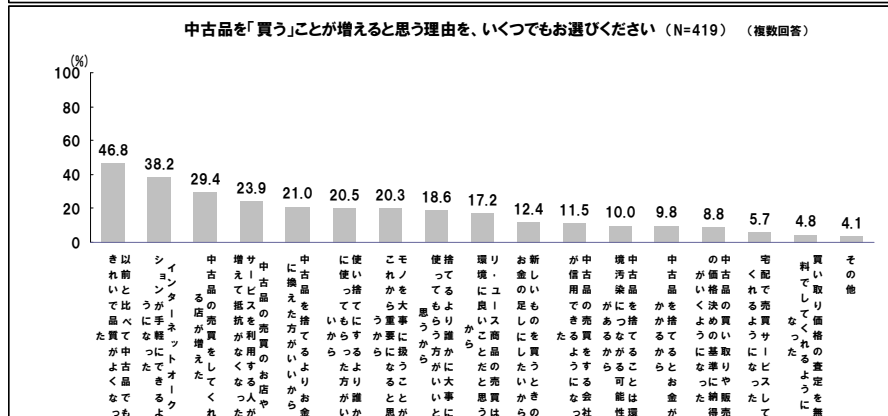 中古品を「買う」ことが増えると思う理由を、いくつでもお選びください (N=419) (複数回答)
(%)
100
80
60
40
20
0
46.8
38.2
29.4
23.9
21.0
20.5
20.3
18.6
17.2
12.4
11.5
10.0
9.8
8.8
5.7
4.8
4.1
以前と比べて中古品でも
きれいで品質がよくなっ
た
インターネットオーク
ションが手軽にできるよ
うになった
中古品の売買をしてくれ
る店が増えた
中古品の売買のお店や
サービスを利用する人が
増えて抵抗がなくなった
中古品を捨てるよりお金
に換えた方がいいから
使い捨てにするより誰か
に使ってもらった方がい
いから
モノを大事に扱うことが
これから重要になると思
うから
捨てるより誰かに大事に
使ってもらう方がいいと
思うから
リ・ユース商品の売買は
環境に良いことだと思う
から
新しいものを買うときの
お金の足しにしたいから
中古品の売買をする会社
が信用できるようになっ
た
中古品を捨てることは環
境汚染につながる可能性
があるから
中古品を捨てるとお金が
かかるから
中古品の買い取りや販売
の価格決めの基準に納得
がいくようになった
宅配で売買サービスして
くれるようになった
買い取り価格の査定を無
料でしてくれるように
なった
その他